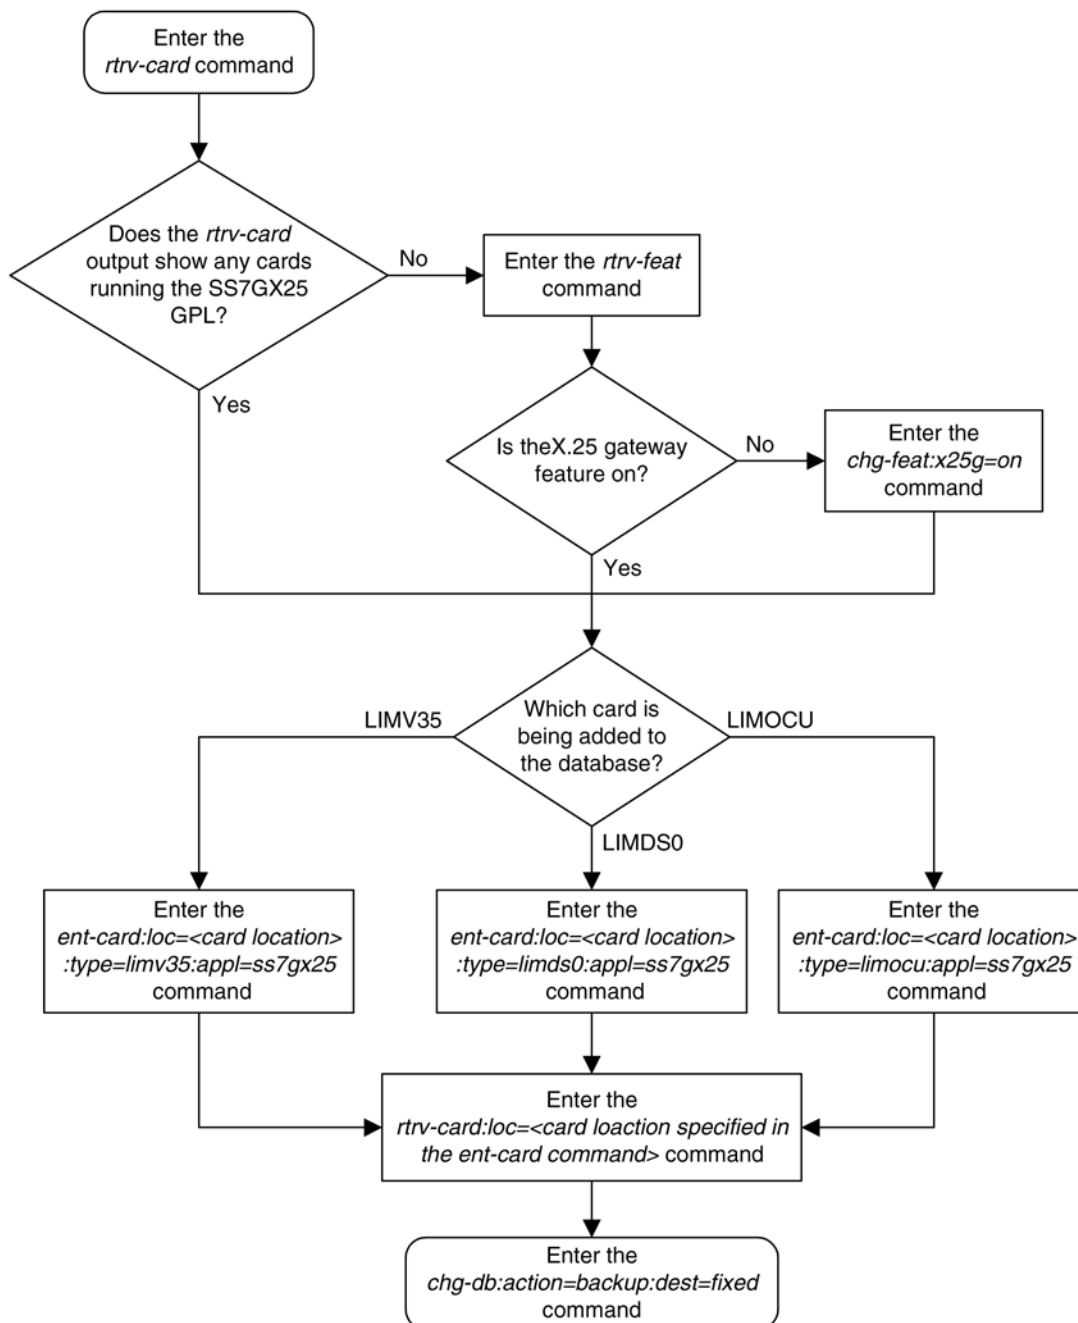 Enter the
rtrv-card command
Does the rtrv-card
output show any cards
running the SS7GX25
GPL?
No
Enter the rtrv-feat
command
Yes
Is theX.25 gateway
feature on?
No
Enter the
chg-feat:x25g=on
command
Yes
Which card is
being added to
the database?
LIMV35
LIMOCU
LIMDS0
Enter the
ent-card:loc=<card location>
:type=limv35:appl=ss7gx25
command
Enter the
ent-card:loc=<card location>
:type=limds0:appl=ss7gx25
command
Enter the
ent-card:loc=<card location>
:type=limocu:appl=ss7gx25
command
Enter the
rtrv-card:loc=<card loaction specified in
the ent-card command> command
Enter the
chg-db:action=backup:dest=fixed
command